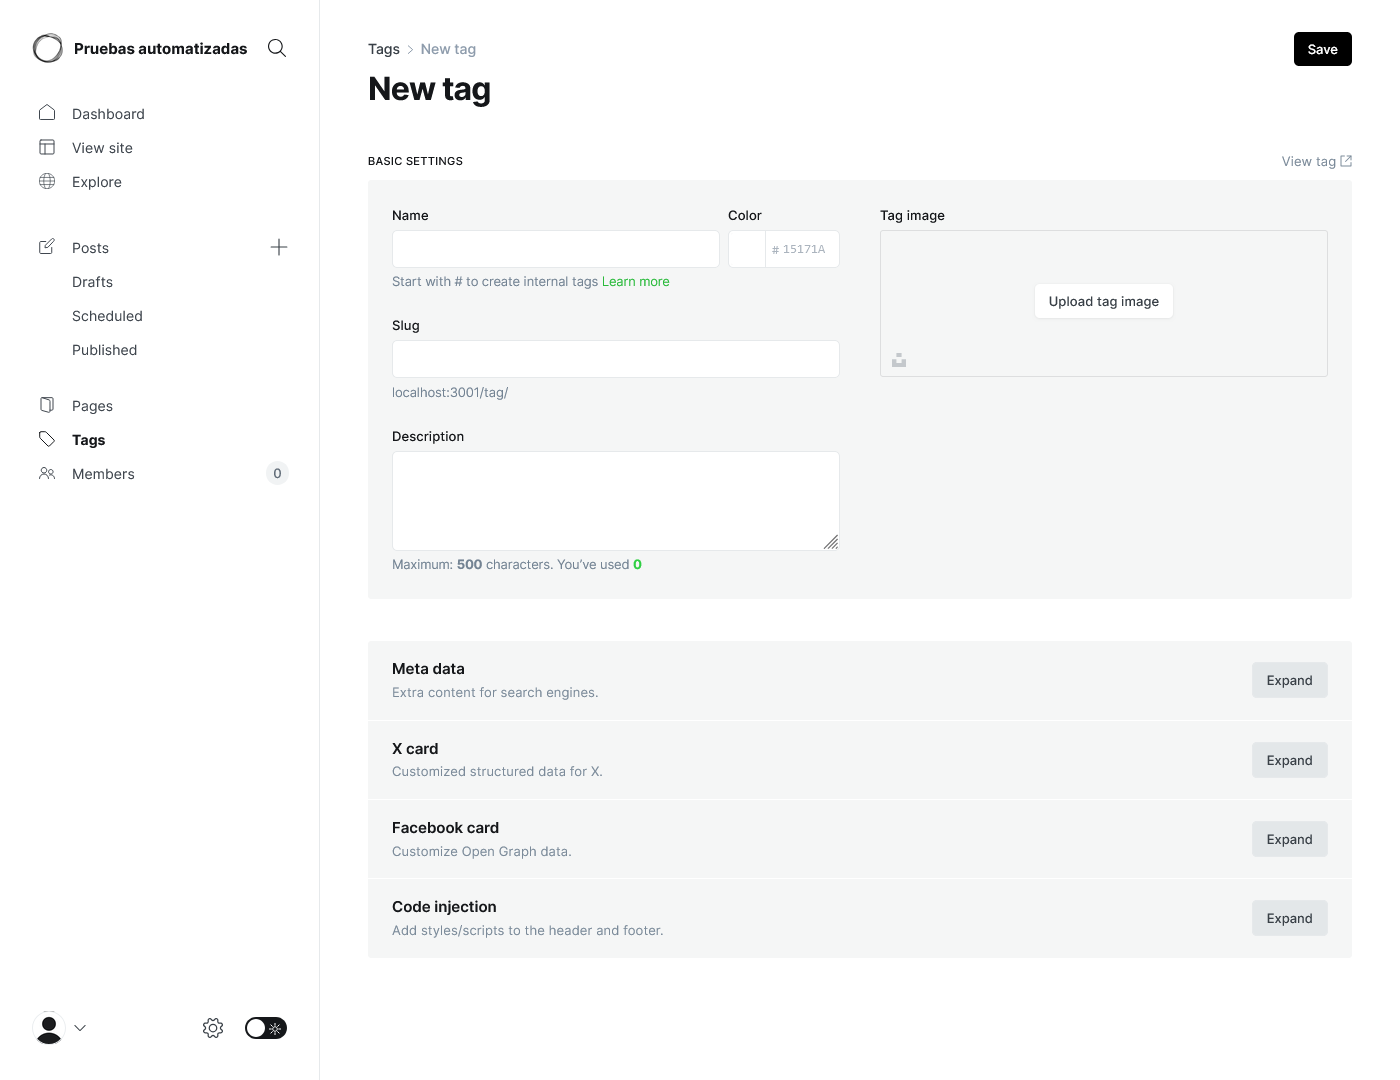 Pruebas automatizadas
Dashboard
View site
Explore
Posts
Drafts
Scheduled
Published
Pages
Tags
Members
0
Tags > New tag
Save
New tag
BASIC SETTINGS
View tag
Name
Color
# 15171A
Start with # to create internal tags Learn more
Slug
localhost:3001/tag/
Description
Maximum: 500 characters. You’ve used 0
Tag image
Upload tag image
Meta data
Extra content for search engines.
Expand
X card
Customized structured data for X.
Expand
Facebook card
Customize Open Graph data.
Expand
Code injection
Add styles/scripts to the header and footer.
Expand